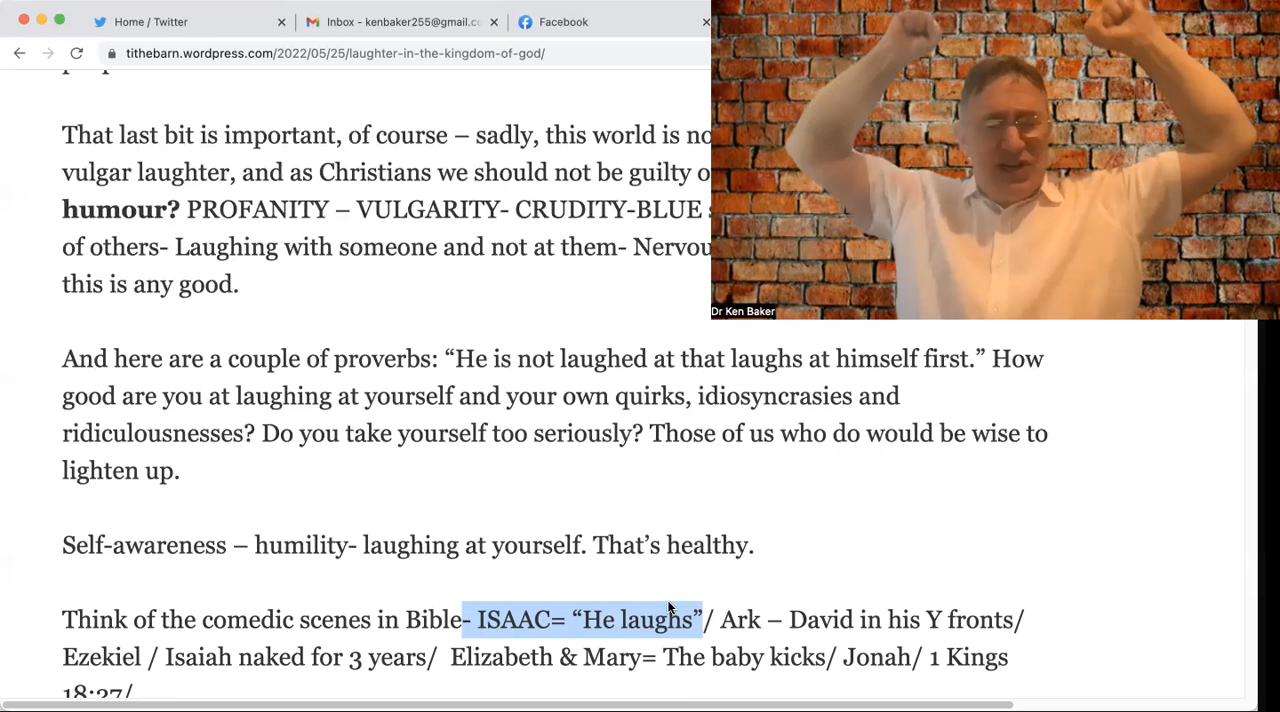 Home / Twitter
Inbox - kenbaker255@gmail.cc
Facebook
tithebarn.wordpress.com/2022/05/25/laughter-in-the-kingdom-of-god/
That last bit is important, of course – sadly, this world is no
vulgar laughter, and as Christians we should not be guilty o
humour? PROFANITY – VULGARITY- CRUDITY-BLUE
of others- Laughing with someone and not at them- Nervou
this is any good.
Dr Ken Baker
And here are a couple of proverbs: “He is not laughed at that laughs at himself first.” How
good are you at laughing at yourself and your own quirks, idiosyncrasies and
ridiculousnesses? Do you take yourself too seriously? Those of us who do would be wise to
lighten up.
Self-awareness – humility- laughing at yourself. That’s healthy.
Think of the comedic scenes in Bible- ISAAC= “He laughs”/ Ark – David in his Y fronts/
Ezekiel / Isaiah naked for 3 years/ Elizabeth & Mary= The baby kicks/ Jonah/ 1 Kings
18:27/